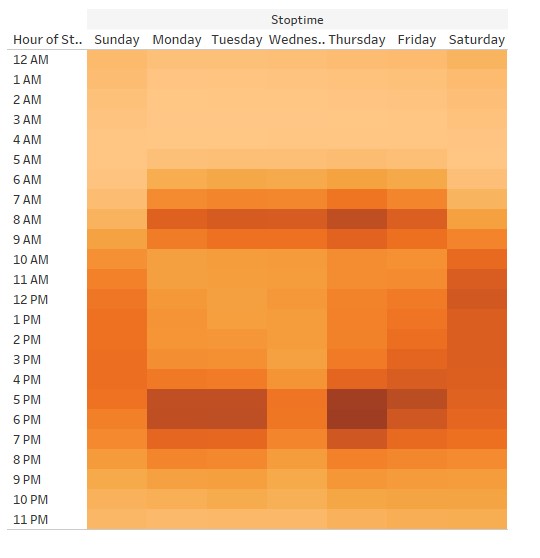 Stoptime
Hour of St.. Sunday Monday Tuesday Wednes.. Thursday Friday Saturday
12 AM
1 AM
2 AM
3 AM
4 AM
5 AM
6 AM
7 AM
8 AM
9 AM
10 AM
11 AM
12 PM
1 PM
2 PM
3 PM
4 PM
5 PM
6 PM
7 PM
8 PM
9 PM
10 PM
11 PM